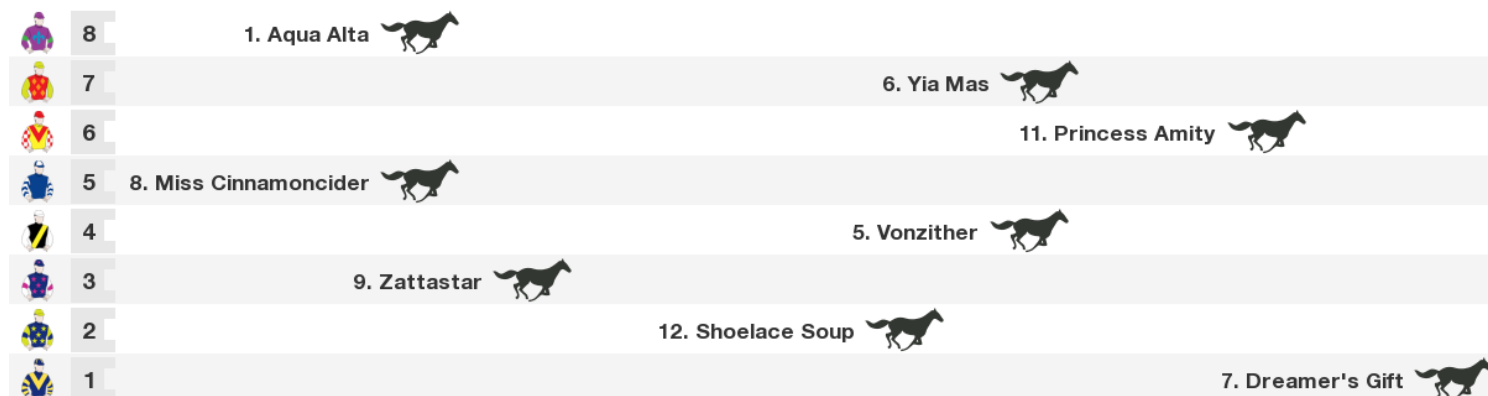 8 1. Aqua Alta
7 6. Yia Mas
6 11. Princess Amity
5 8. Miss Cinnamoncider
4 5. Vonzither
3 9. Zattastar
2 12. Shoelace Soup
1 7. Dreamer's Gift